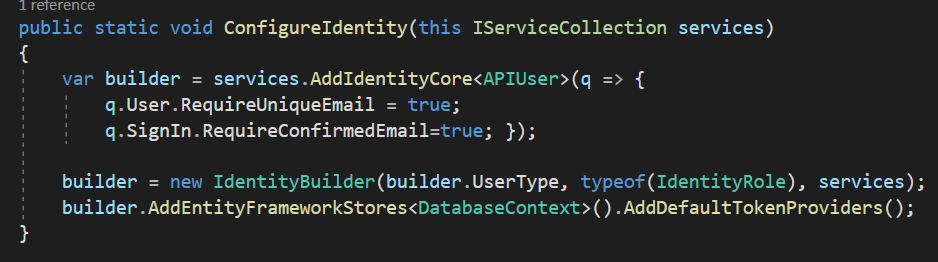 1 reference
public static void ConfigureIdentity(this IServiceCollection services)
{
var builder = services.AddIdentityCore<APIUser>(q => {
q.User.RequireUniqueEmail = true;
q.SignIn.RequireConfirmedEmail=true; });
builder = new IdentityBuilder(builder.UserType, typeof(IdentityRole), services);
builder.AddEntityFrameworkStores<DatabaseContext>().AddDefaultTokenProviders();
}